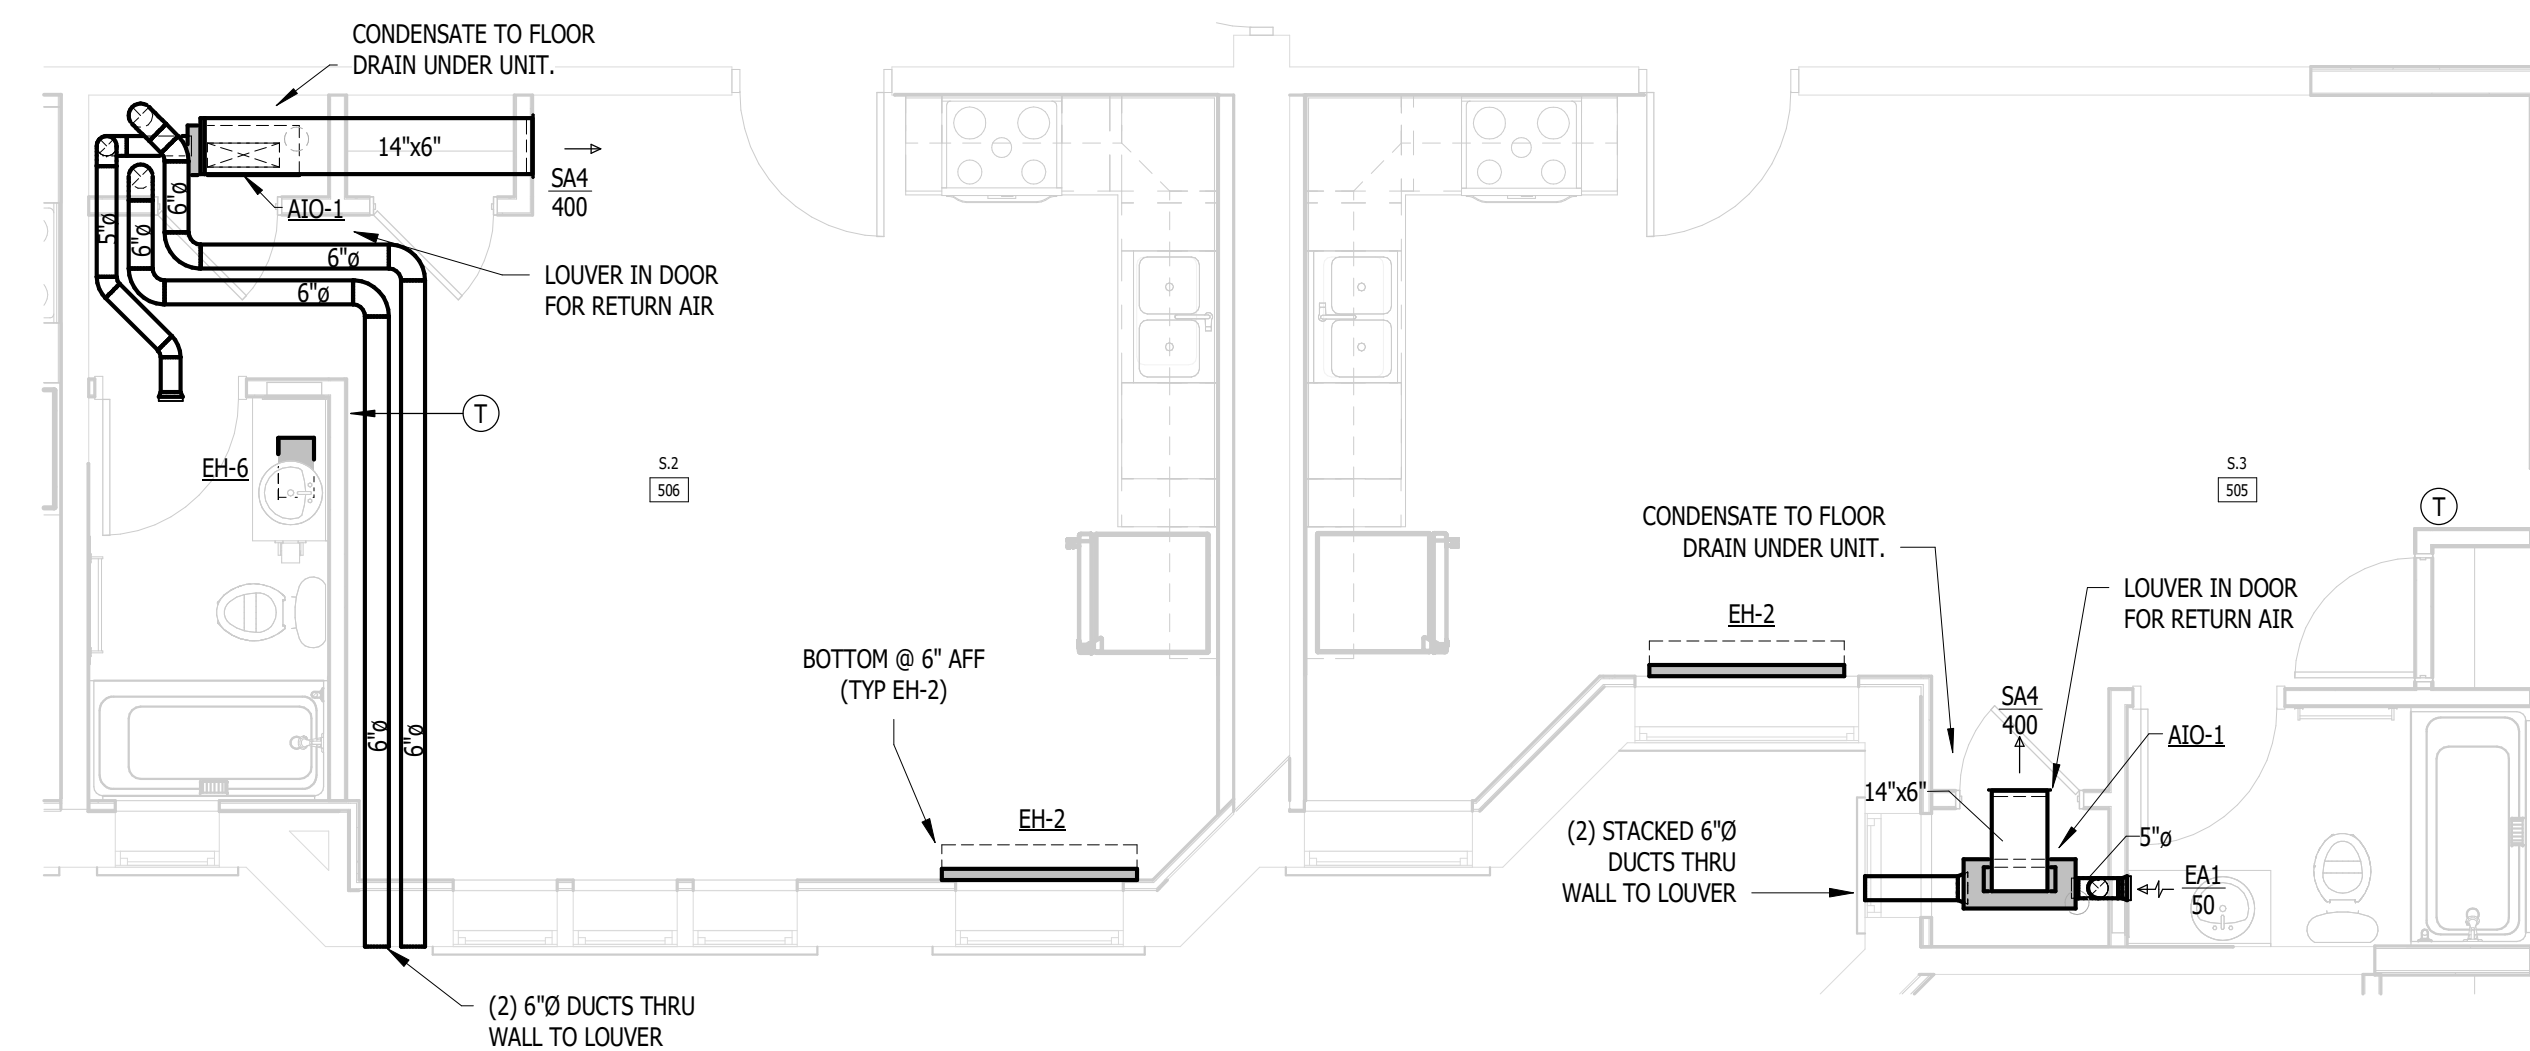 CONDENSATE TO FLOOR
DRAIN UNDER UNIT.
14"x6"
SA4
400
AIO-1
6"ø
5"ø
6"ø
6"ø
6"ø
LOUVER IN DOOR
FOR RETURN AIR
T
EH-6
S.2
506
BOTTOM @ 6" AFF
(TYP EH-2)
6"ø
6"ø
EH-2
(2) 6"Ø DUCTS THRU
WALL TO LOUVER
S.3
505
T
CONDENSATE TO FLOOR
DRAIN UNDER UNIT.
LOUVER IN DOOR
FOR RETURN AIR
EH-2
SA4
400
AIO-1
14"x6"
5"ø
(2) STACKED 6"Ø
DUCTS THRU
WALL TO LOUVER
EA1
50